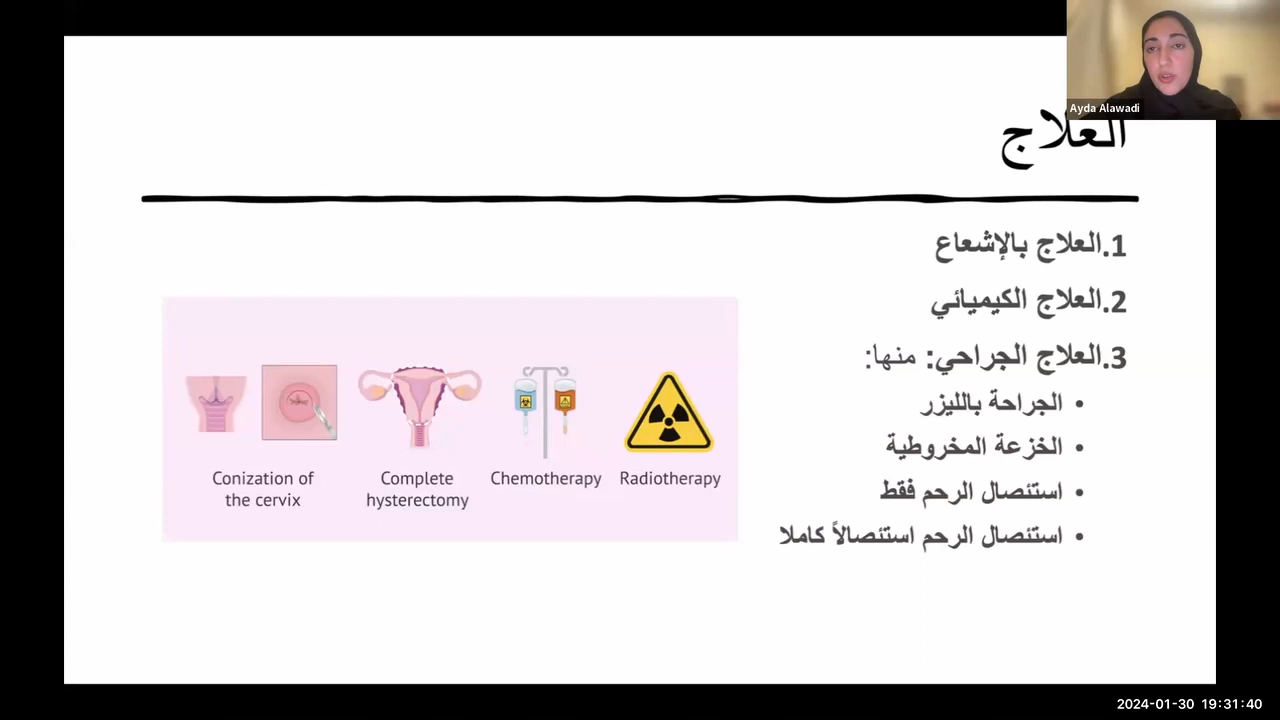 Ayda Alawadi
العلاج
1.العلاج بالإشعاع
2.العلاج الكيميائي
3.العلاج الجراحي: منها:
• الجراحة بالليزر
• الخزعة المخروطية
• استئصال الرحم فقط
• استئصال الرحم استئصالاً كاملا
Conization of
the cervix
Complete
hysterectomy
Chemotherapy
Radiotherapy
2024-01-30 19:31:40